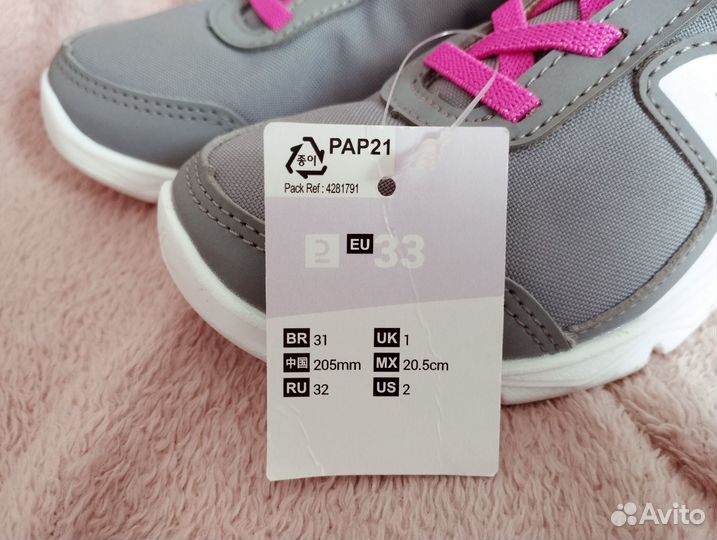 종이 PAP21
Pack Ref : 4281791
EU 33
BR 31 UK 1
中国 205mm MX 20.5cm
RU 32 US 2
Avito